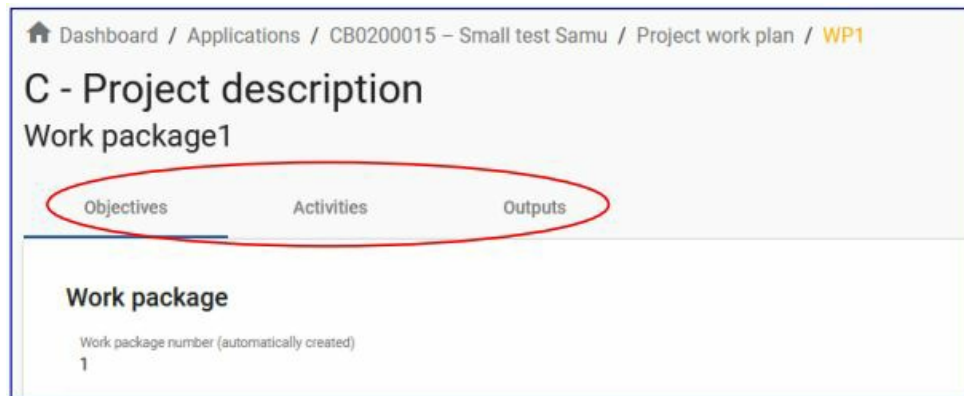 Dashboard / Applications / CB0200015 – Small test Samu / Project work plan / WP1
C - Project description
Work package1
Objectives Activities Outputs
Work package
Work package number (automatically created)
1